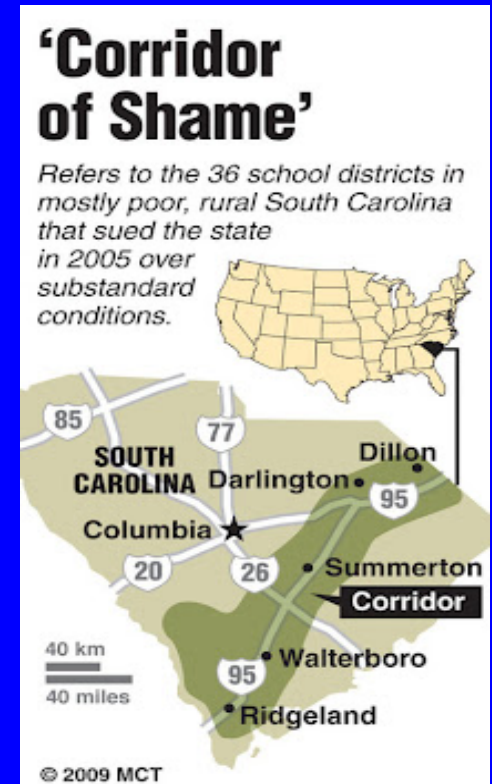 ‘Corridor
of Shame’
Refers to the 36 school districts in
mostly poor, rural South Carolina
that sued the state
in 2005 over
substandard
conditions.
85
77
SOUTH
CAROLINA
Dillon
Darlington
95
Columbia
20
26
Summerton
Corridor
40 km
40 miles
Walterboro
95
Ridgeland
© 2009 MCT